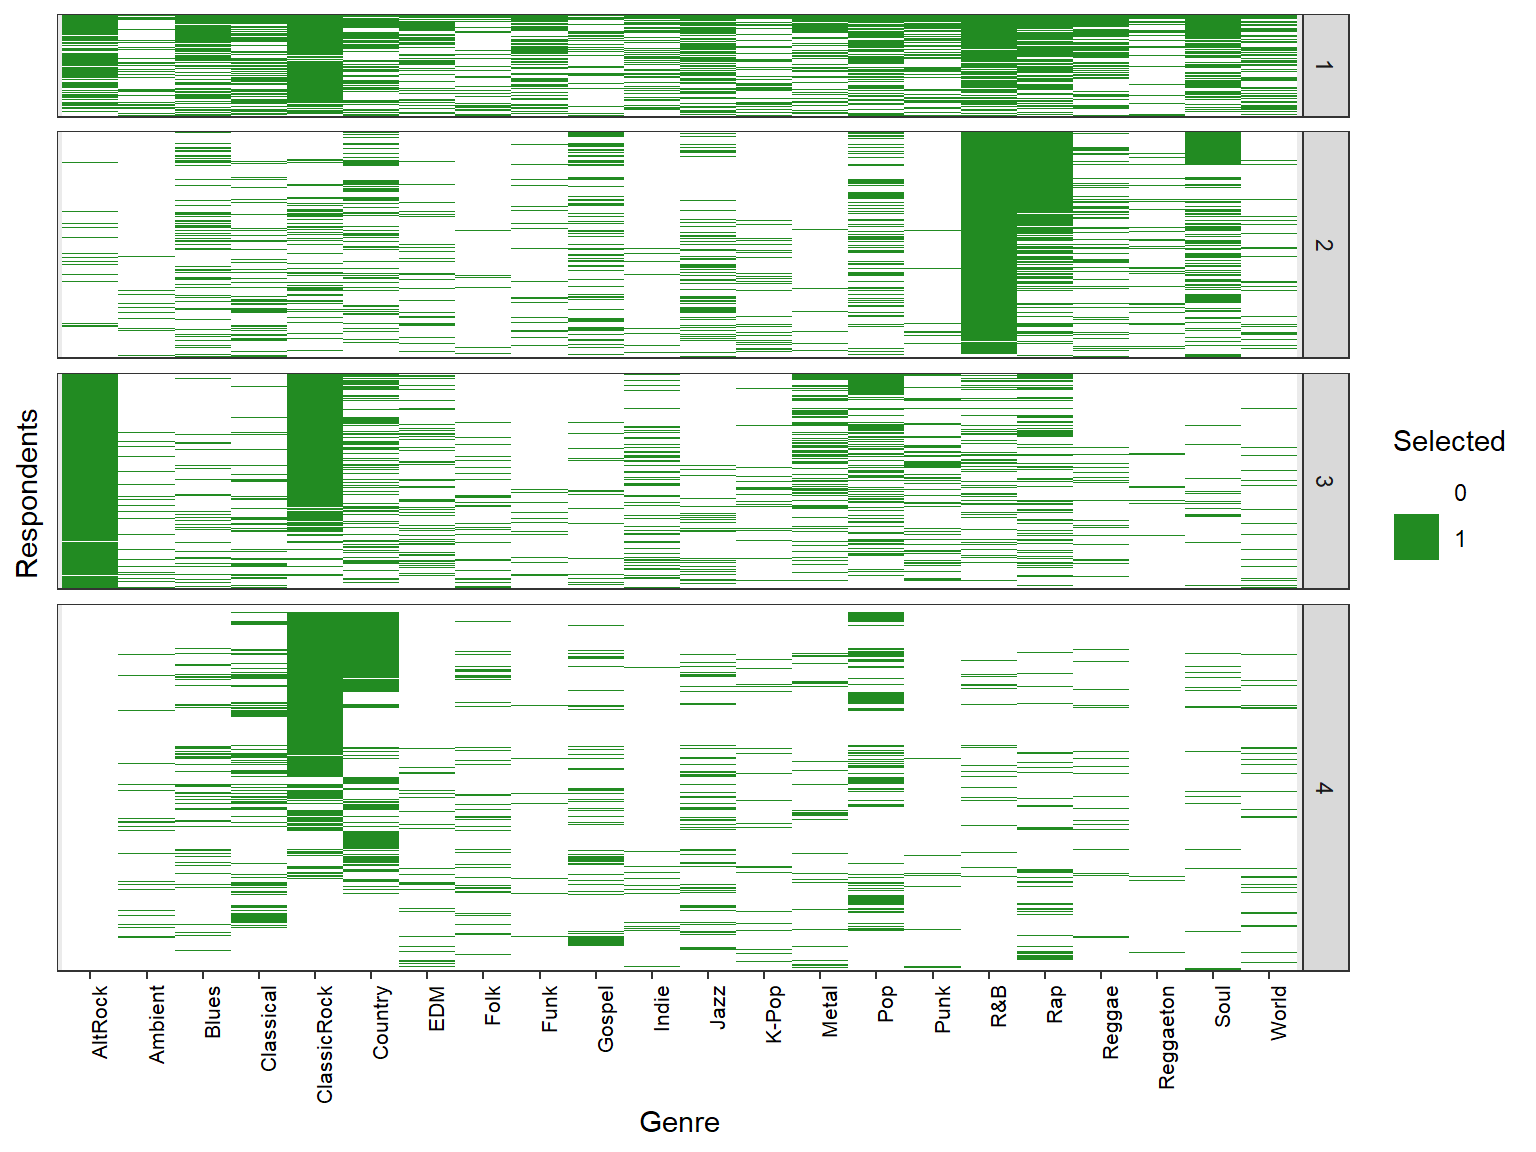 1
2
3
4
Respondents
Selected
0
1
AltRock
Ambient
Blues
Classical
ClassicRock
Country
EDM
Folk
Funk
Gospel
Indie
Jazz
K-Pop
Metal
Pop
Punk
R&B
Rap
Reggae
Reggaeton
Soul
World
Genre